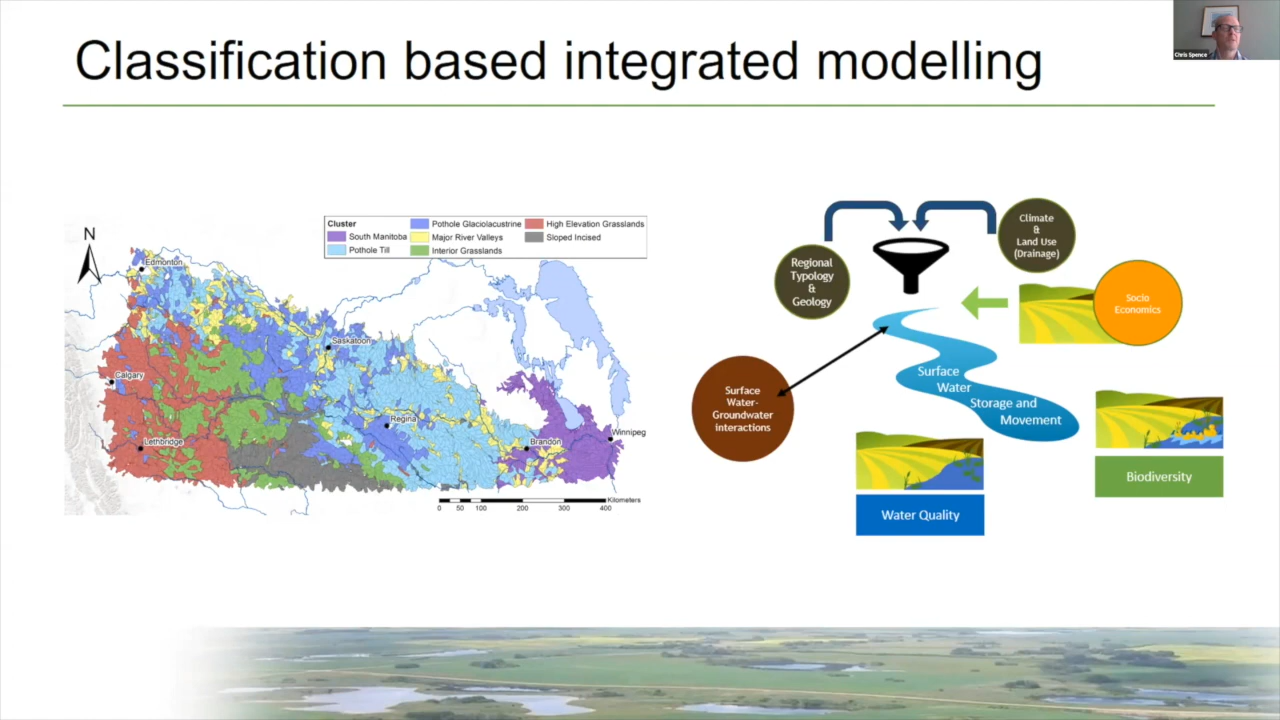 Classification based integrated modelling
Chris Spence
N
Cluster
South Manitoba
Pothole Till
Pothole Glaciolacustrine
Major River Valleys
Interior Grasslands
High Elevation Grasslands
Sloped Incised
Edmonton
Saskatoon
Calgary
Regina
Lethbridge
Brandon
Winnipeg
Kilometers
0 50 100 200 300 400
Regional
Typology
&
Geology
Climate
&
Land Use
(Drainage)
Socio
Economics
Surface
Water-
Groundwater
interactions
Surface
Water
Storage and
Movement
Water Quality
Biodiversity